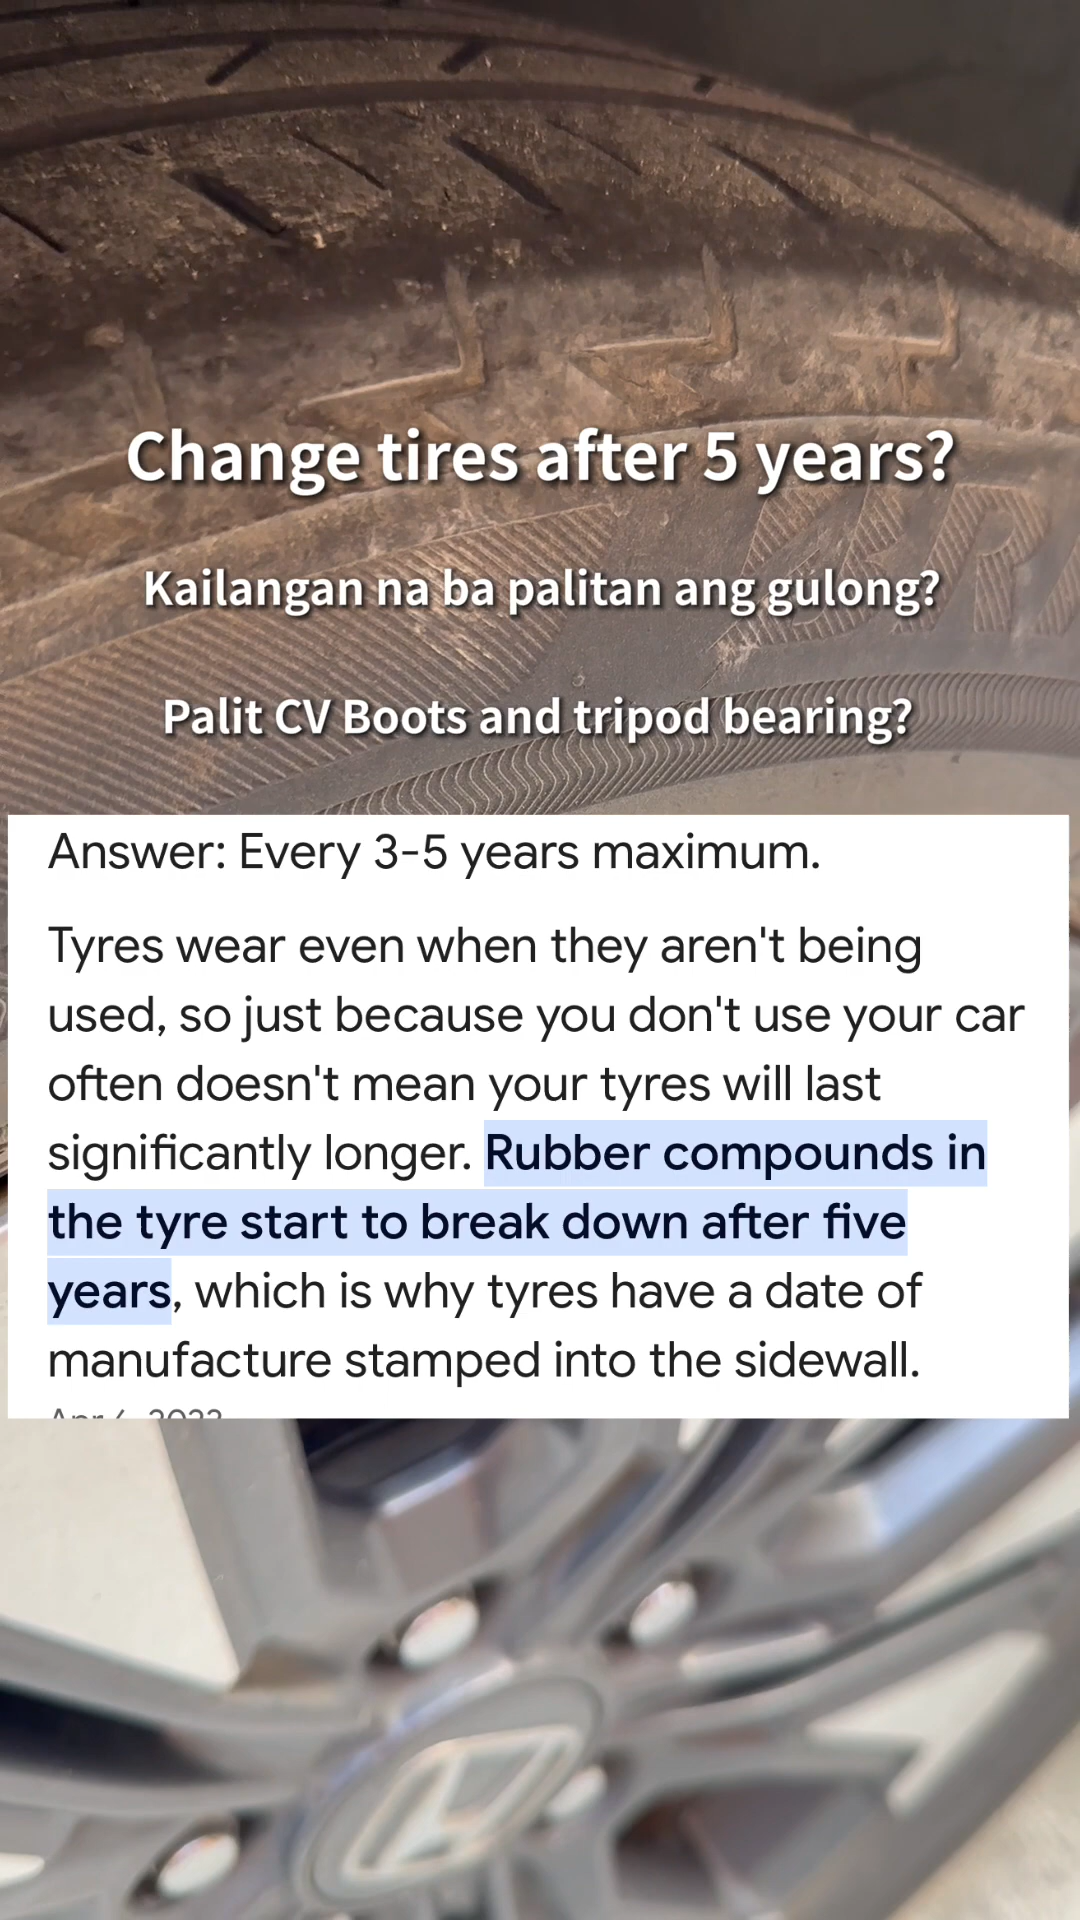 Change tires after 5 years?
Kailangan na ba palitan ang gulong?
Palit CV Boots and tripod bearing?
Answer: Every 3-5 years maximum.
Tyres wear even when they aren't being
used, so just because you don't use your car
often doesn't mean your tyres will last
significantly longer. Rubber compounds in
the tyre start to break down after five
years, which is why tyres have a date of
manufacture stamped into the sidewall.